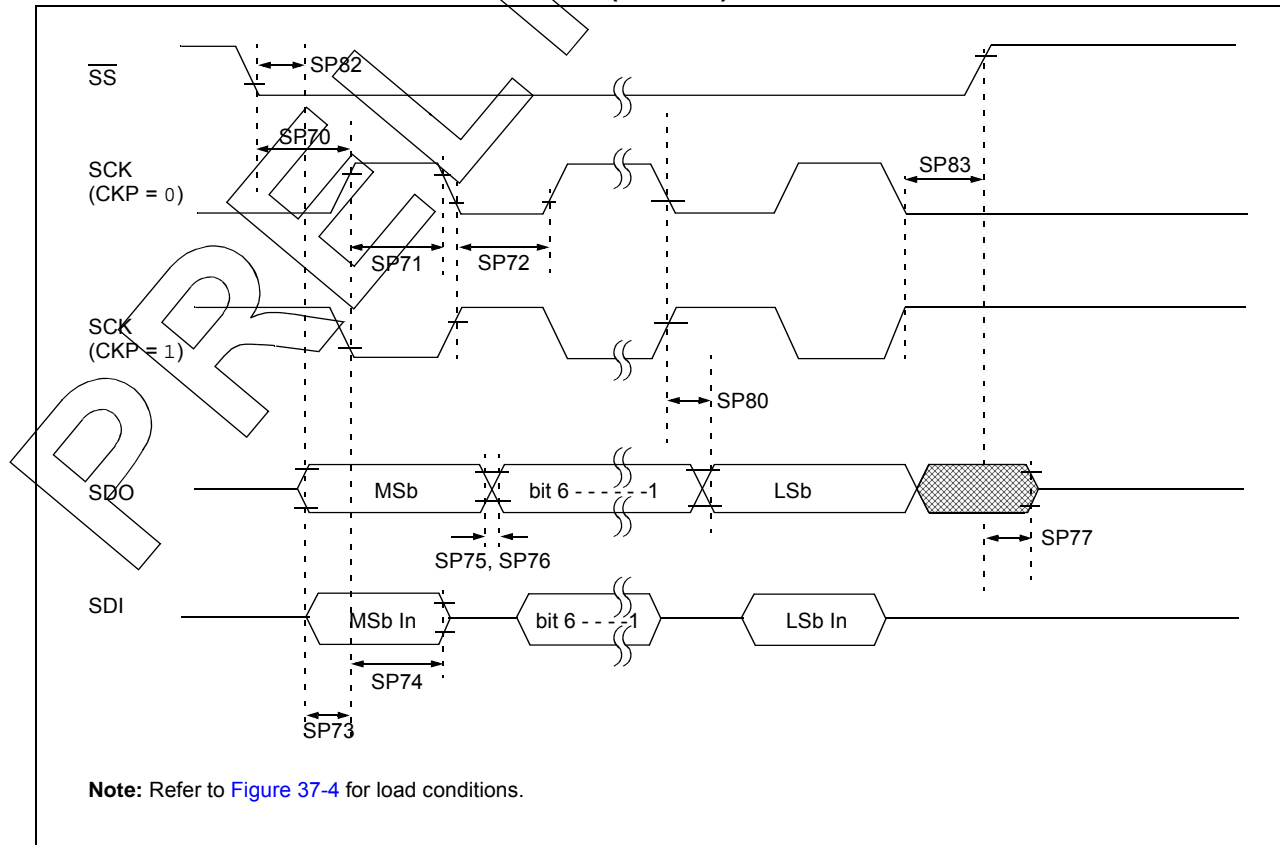 SS
SP82
SP70
SCK
(CKP = 0)
SP83
SP71
SP72
SCK
(CKP = 1)
SP80
SDO
MSb
bit 6 - - - - - -1
LSb
SP77
SP75, SP76
SDI
MSb In
bit 6 - - - -1
LSb In
SP74
SP73
Note: Refer to Figure 37-4 for load conditions.
PREL